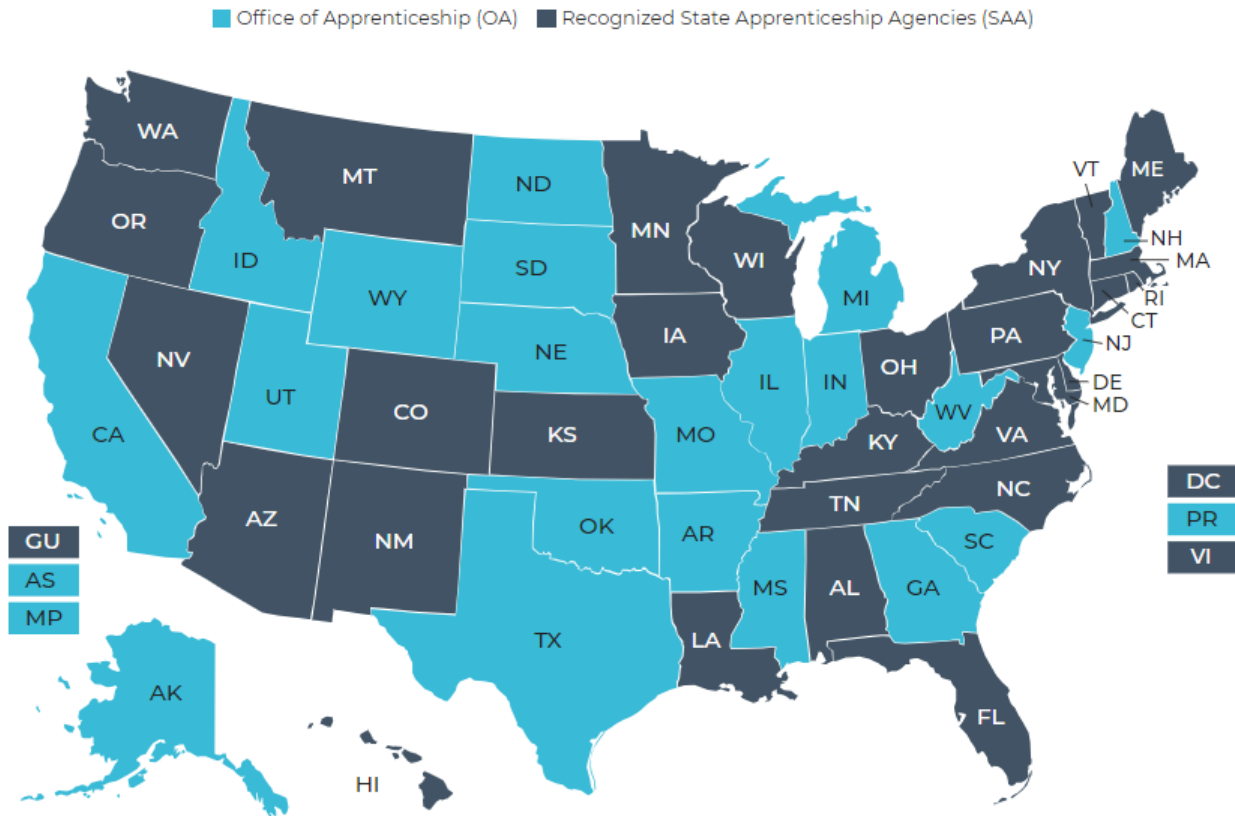 Office of Apprenticeship (OA) Recognized State Apprenticeship Agencies (SAA)
WA
MT
ND
MN
VT
ME
OR
ID
WY
SD
WI
MI
NY
NH
MA
RI
CT
NV
UT
NE
IA
IL
IN
OH
PA
NJ
DE
MD
CA
CO
KS
MO
KY
WV
VA
AZ
NM
OK
AR
TN
NC
SC
MS
AL
GA
TX
LA
FL
GU
AS
MP
DC
PR
VI
AK
HI